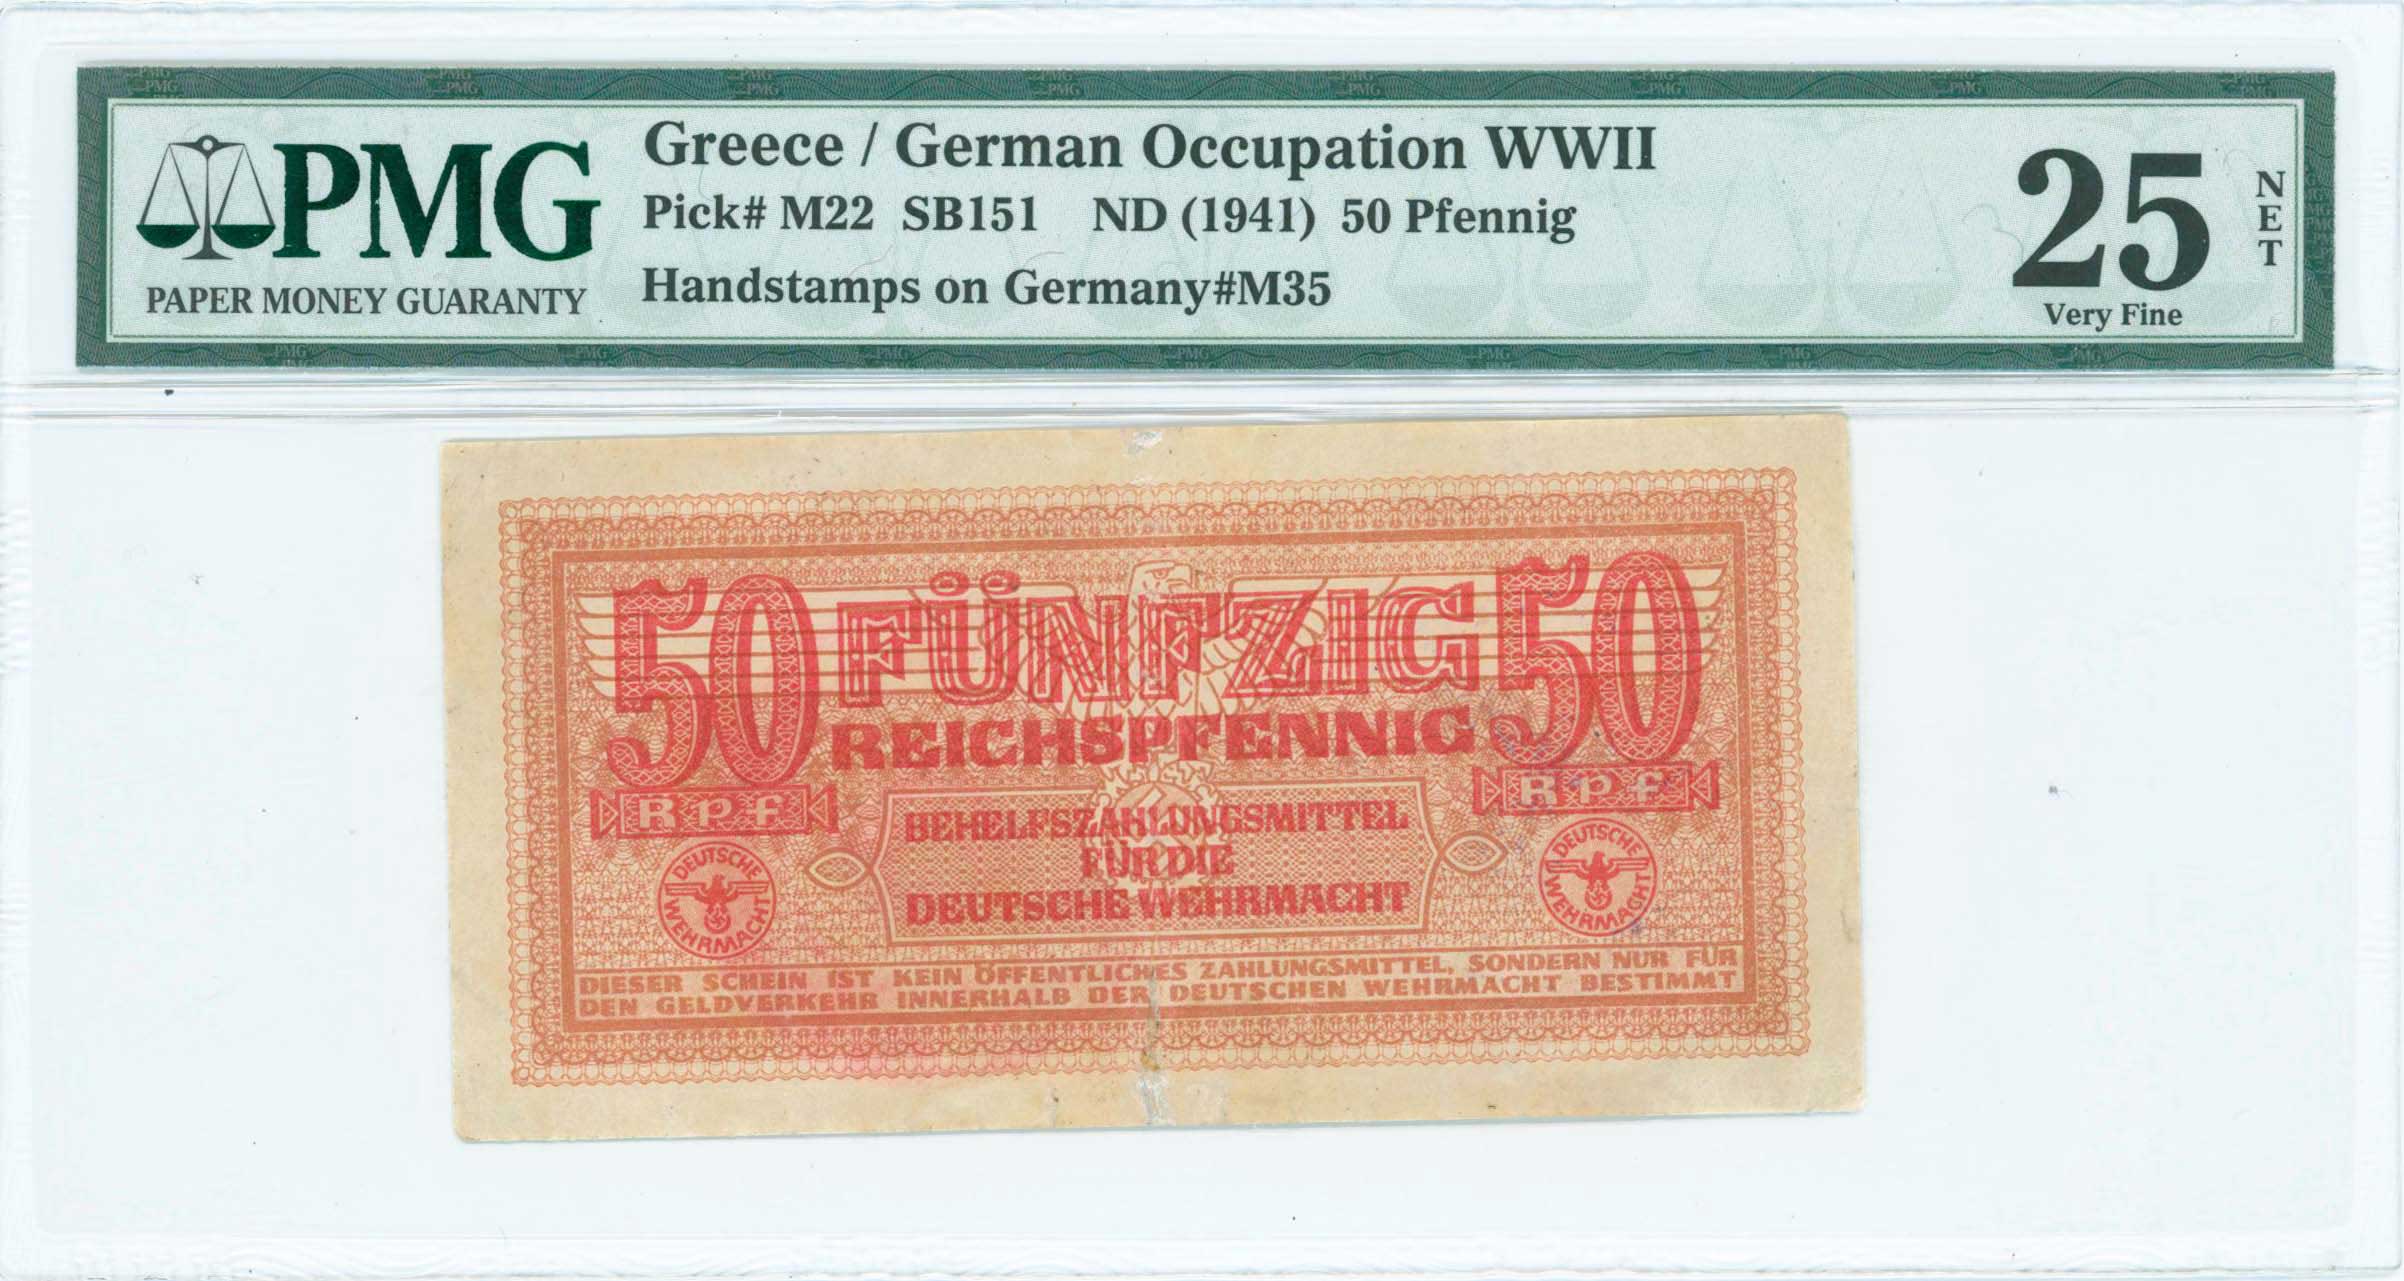 PMG
PAPER MONEY GUARANTY
Greece / German Occupation WWII
Pick# M22 SB151 ND (1941) 50 Pfennig
Handstamps on Germany#M35
25
NET
Very Fine
50 FÜNFZIG 50
REICHSPFENNIG
Rpf
Rpf
BEHELFSZAHLUNGSMITTEL
FÜR DIE
DEUTSCHE WEHRMACHT
DEUTSCHE WEHRMACHT
DEUTSCHE WEHRMACHT
DIESER SCHEIN IST KEIN ÖFFENTLICHES ZAHLUNGSMITTEL, SONDERN NUR FÜR
DEN GELDVERKEHR INNERHALB DER DEUTSCHEN WEHRMACHT BESTIMMT